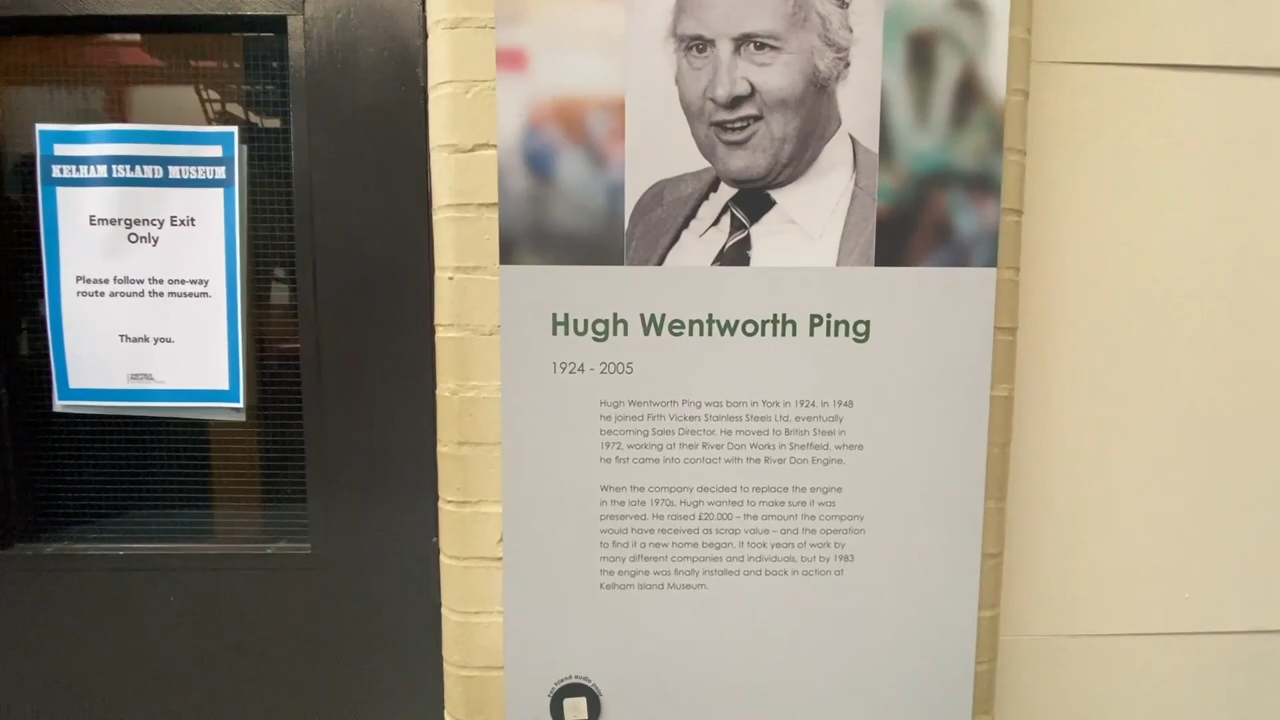 KELHAM ISLAND MUSEUM
Emergency Exit
Only
Please follow the one-way
route around the museum.
Thank you.
SHEFFIELD
INDUSTRIAL
Hugh Wentworth Ping
1924 - 2005
Hugh Wentworth Ping was born in York in 1924. In 1948
he joined Firth Vickers Stainless Steels Ltd, eventually
becoming Sales Director. He moved to British Steel in
1972, working at their River Don Works in Sheffield, where
he first came into contact with the River Don Engine.
When the company decided to replace the engine
in the late 1970s, Hugh wanted to make sure it was
preserved. He raised £20,000 – the amount the company
would have received as scrap value – and the operation
to find it a new home began. It took years of work by
many different companies and individuals, but by 1983
the engine was finally installed and back in action at
Kelham Island Museum.
friend audio point